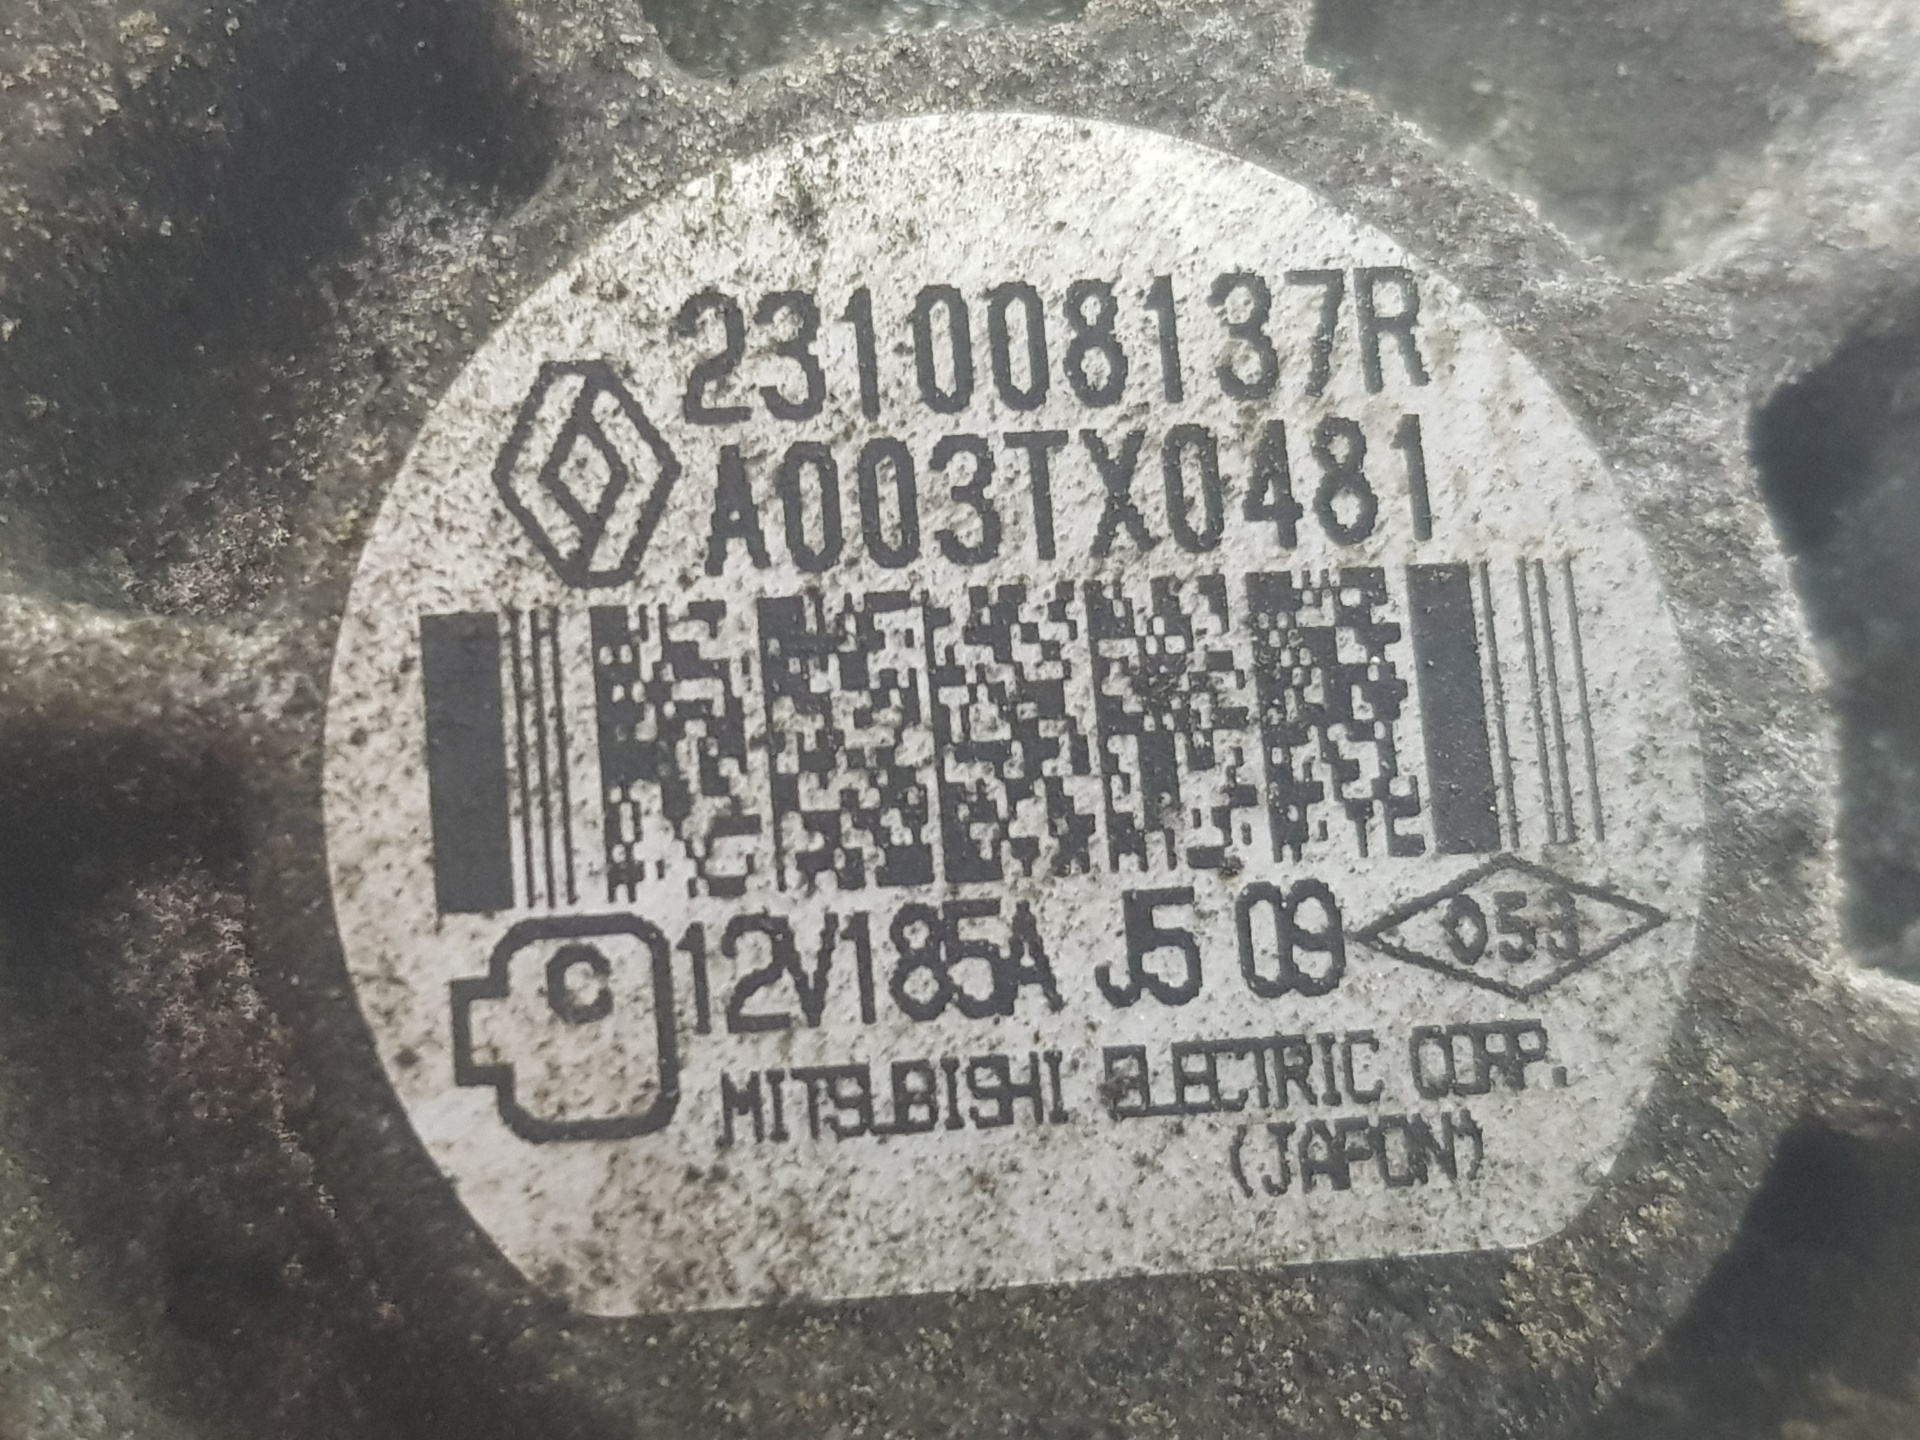 231008137R
A003TX0481
C 12V185A J5 09 053
MITSUBISHI ELECTRIC CORP.
(JAPON)